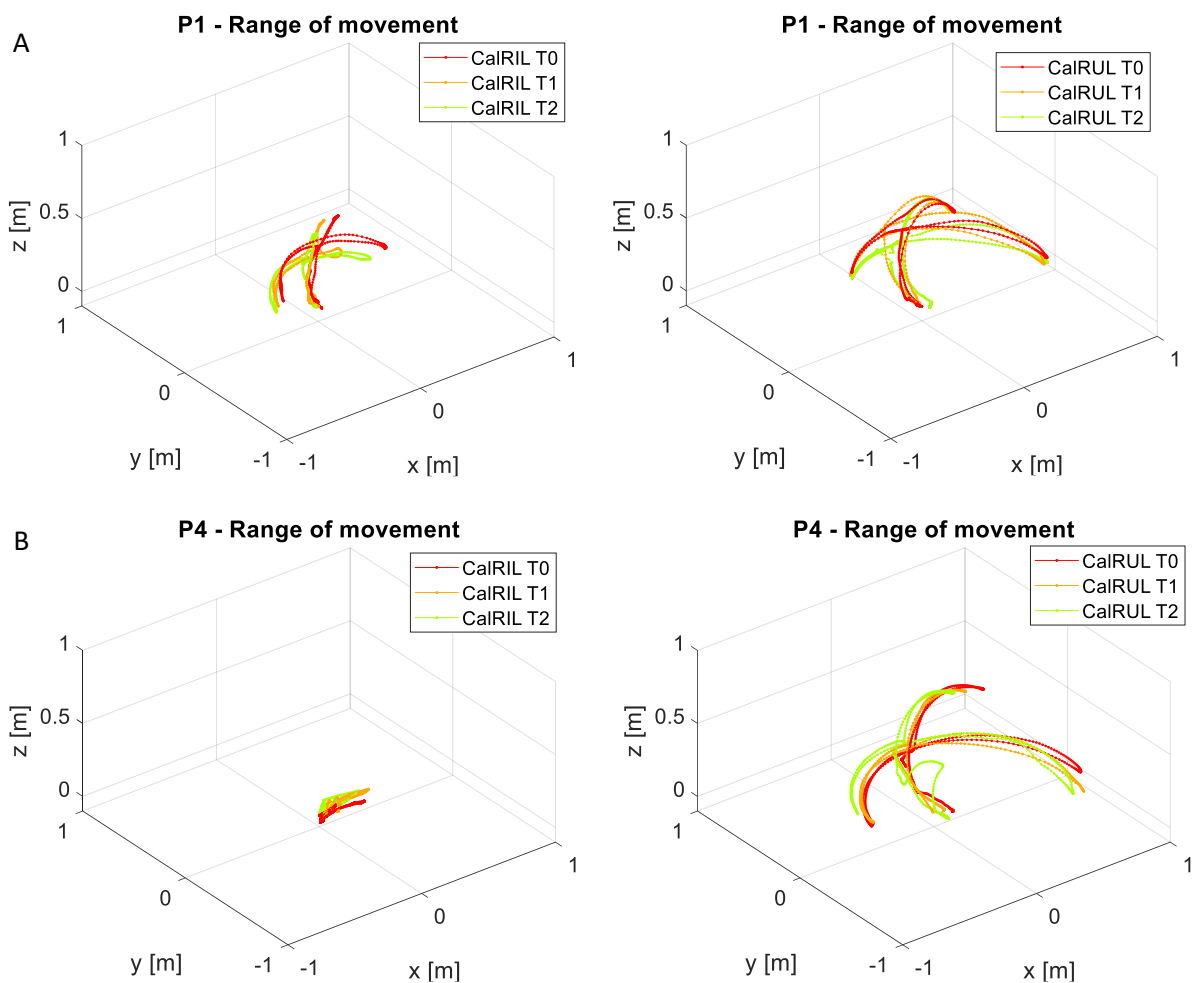 A
P1 - Range of movement
CalRIL T0
CalRIL T1
CalRIL T2
1
0.5
0
z [m]
1
0
-1
y [m]
-1
0
1
x [m]
P1 - Range of movement
CalRUL T0
CalRUL T1
CalRUL T2
1
0.5
0
z [m]
1
0
-1
y [m]
-1
0
1
x [m]
B
P4 - Range of movement
CalRIL T0
CalRIL T1
CalRIL T2
1
0.5
0
z [m]
1
0
-1
y [m]
-1
0
1
x [m]
P4 - Range of movement
CalRUL T0
CalRUL T1
CalRUL T2
1
0.5
0
z [m]
1
0
-1
y [m]
-1
0
1
x [m]